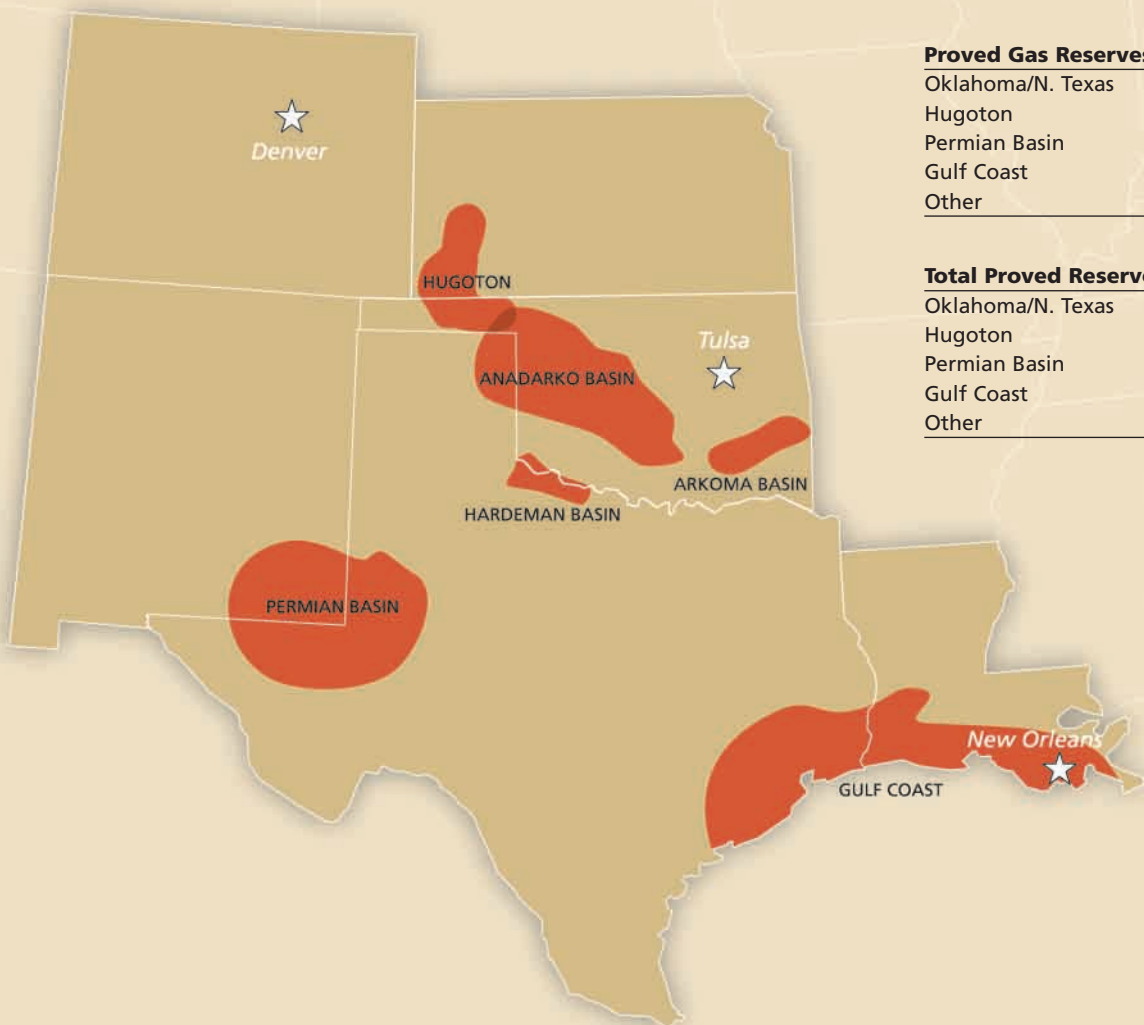 Proved Gas Reserves
Oklahoma/N. Texas
Hugoton
Permian Basin
Gulf Coast
Other
Total Proved Reserve
Oklahoma/N. Texas
Hugoton
Permian Basin
Gulf Coast
Other
Denver
HUGOTON
Tulsa
ANADARKO BASIN
ARKOMA BASIN
HARDEMAN BASIN
PERMIAN BASIN
New Orleans
GULF COAST